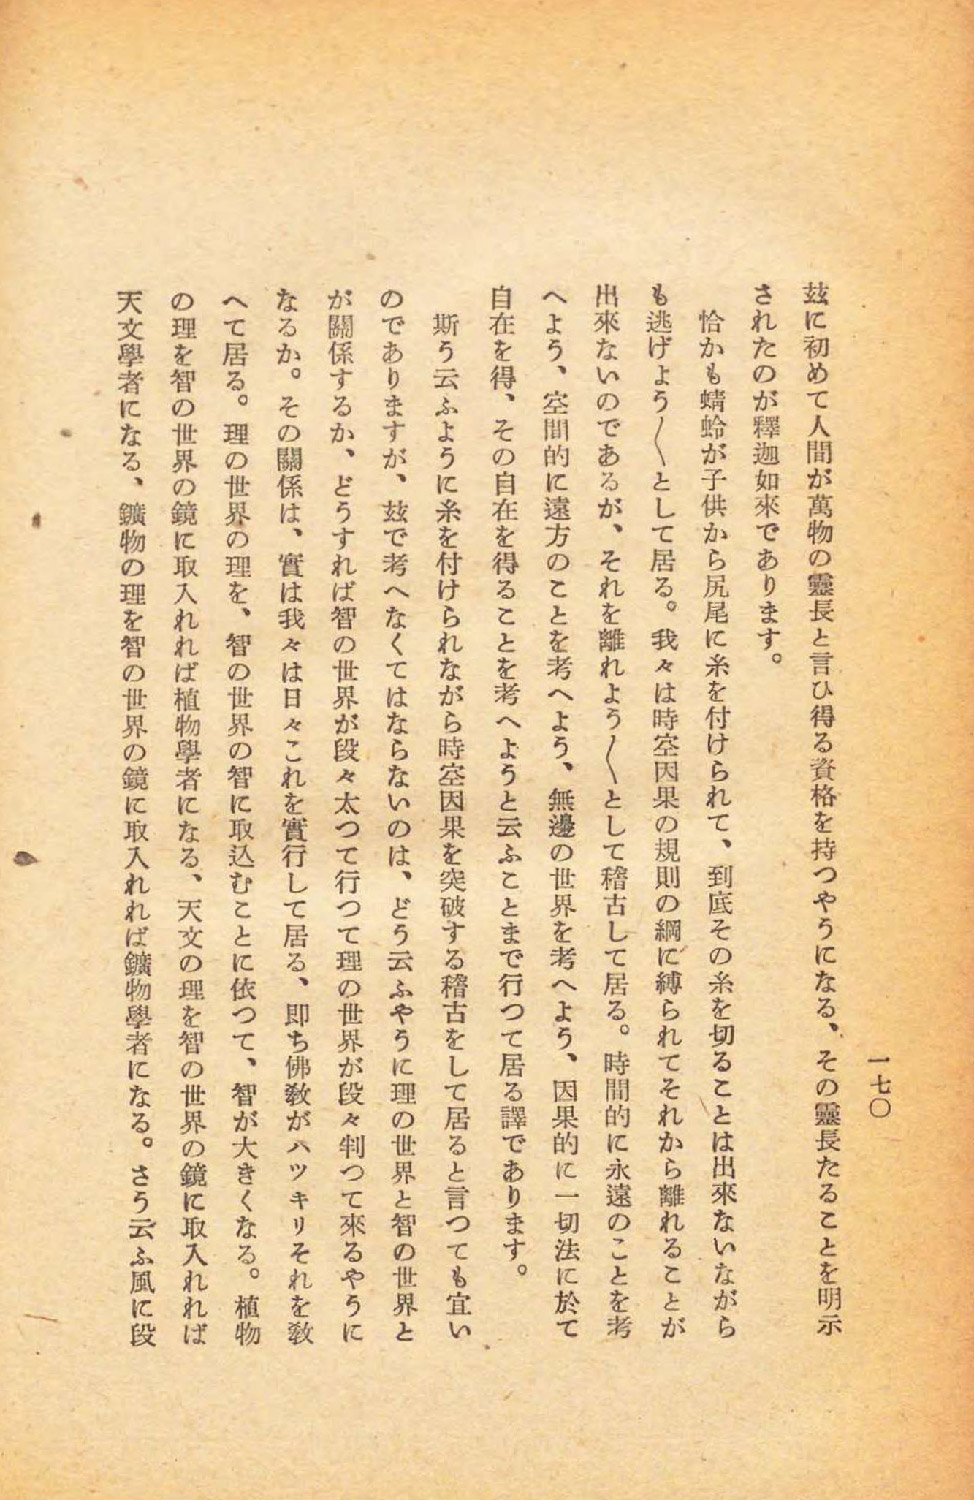 一七〇
玆に初めて人間が萬物の靈長と言ひ得る資格を持つやうになる、その靈長たることを明示
されたのが釋迦如來であります。
恰かも蜻蛉が子供から尻尾に糸を付けられて、到底その糸を切ることは出來ないながら
も逃げよう〳〵として居る。我々は時空因果の規則の綱に縛られてそれから離れることが
出來ないのであるが、それを離れよう〳〵として稽古して居る。時間的に永遠のことを考
へよう、空間的に遠方のことを考へよう、無邊の世界を考へよう、因果的に一切法に於て
自在を得、その自在を得ることを考へようと云ふことまで行つて居る譯であります。
斯う云ふように糸を付けられながら時空因果を突破する稽古をして居ると言つても宜い
のでありますが、玆で考へなくてはならないのは、どう云ふやうに理の世界と智の世界と
が關係するか、どうすれば智の世界が段々太つて行つて理の世界が段々判つて來るやうに
なるか。その關係は、實は我々は日々これを實行して居る、即ち佛敎がハツキリそれを敎
へて居る。理の世界の理を、智の世界の智に取込むことに依つて、智が大きくなる。植物
の理を智の世界の鏡に取入れれば植物學者になる、天文の理を智の世界の鏡に取入れれば
天文學者になる、鑛物の理を智の世界の鏡に取入れれば鑛物學者になる。さう云ふ風に段